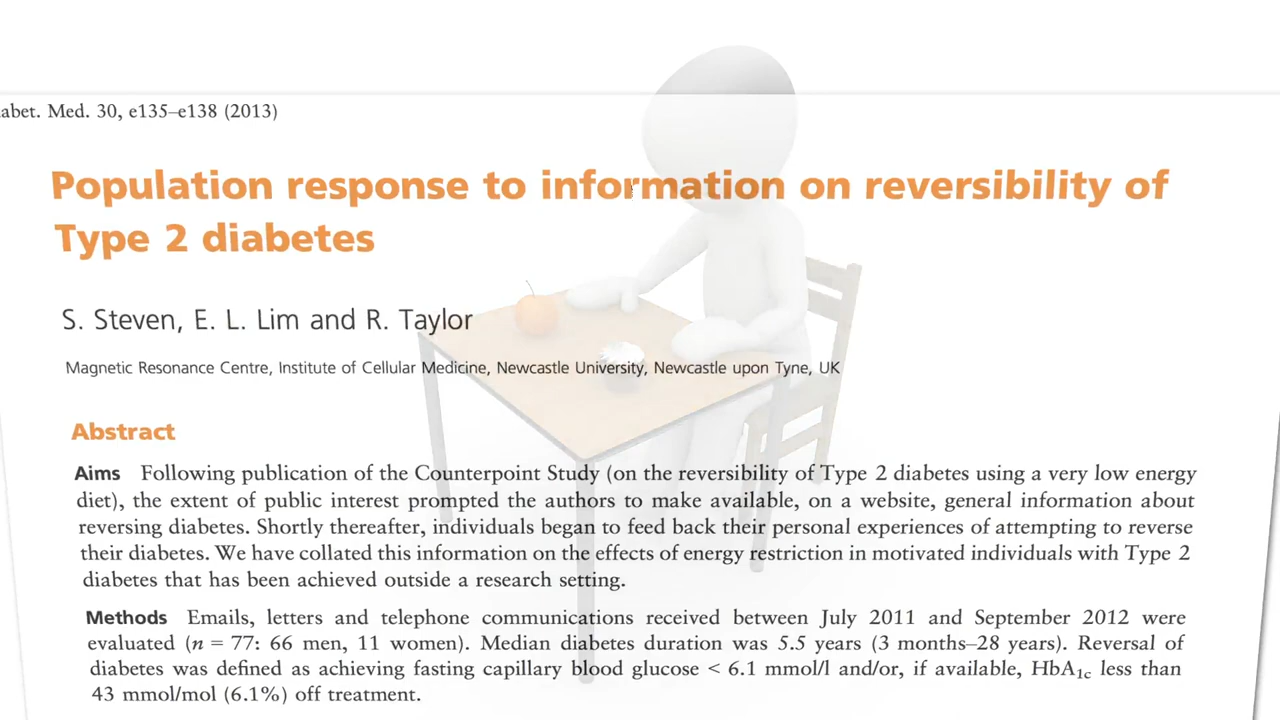 abet. Med. 30, e135–e138 (2013)
Population response to information on reversibility of
Type 2 diabetes
S. Steven, E. L. Lim and R. Taylor
Magnetic Resonance Centre, Institute of Cellular Medicine, Newcastle University, Newcastle upon Tyne, UK
Abstract
Aims Following publication of the Counterpoint Study (on the reversibility of Type 2 diabetes using a very low energy
diet), the extent of public interest prompted the authors to make available, on a website, general information about
reversing diabetes. Shortly thereafter, individuals began to feed back their personal experiences of attempting to reverse
their diabetes. We have collated this information on the effects of energy restriction in motivated individuals with Type 2
diabetes that has been achieved outside a research setting.
Methods Emails, letters and telephone communications received between July 2011 and September 2012 were
evaluated (n = 77: 66 men, 11 women). Median diabetes duration was 5.5 years (3 months–28 years). Reversal of
diabetes was defined as achieving fasting capillary blood glucose < 6.1 mmol/l and/or, if available, HbA1c less than
43 mmol/mol (6.1%) off treatment.